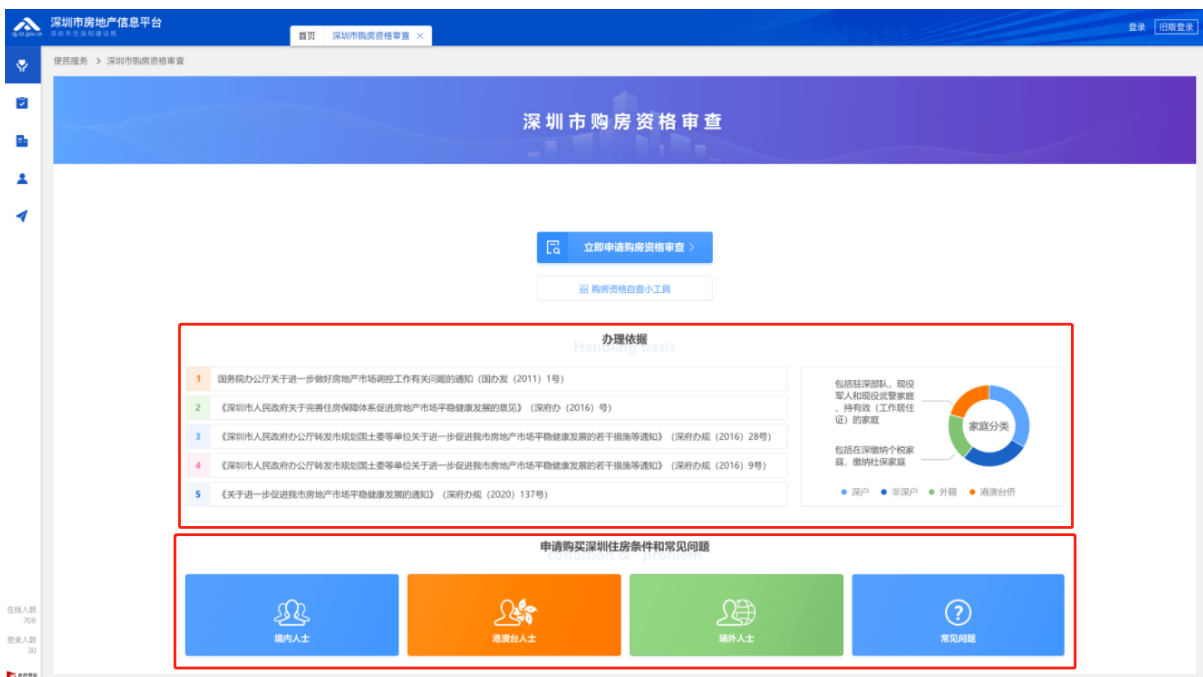 深圳市房地产信息平台
深圳市住房和建设局
首页
深圳市购房资格审查 ×
登录
旧版登录
便民服务 > 深圳市购房资格审查
深圳市购房资格审查
立即申请购房资格审查 >
购房资格自查小工具
办理依据
Handling basis
1 国务院办公厅关于进一步做好房地产市场调控工作有关问题的通知（国办发（2011）1号）
2 《深圳市人民政府关于完善住房保障体系促进房地产市场平稳健康发展的意见》（深府办（2016）号）
3 《深圳市人民政府办公厅转发市规划国土委等单位关于进一步促进我市房地产市场平稳健康发展的若干措施等通知》（深府办规（2016）28号）
4 《深圳市人民政府办公厅转发市规划国土委等单位关于进一步促进我市房地产市场平稳健康发展的若干措施等通知》（深府办规（2016）9号）
5 《关于进一步促进我市房地产市场平稳健康发展的通知》（深府办规（2020）137号）
包括驻深部队，现役
军人和现役武警家庭
、持有效（工作居住
证）的家庭
包括在深缴纳个税家
庭，缴纳社保家庭
家庭分类
深户 非深户 外籍 港澳台侨
申请购买深圳住房条件和常见问题
condition & problem
境内人士
港澳台人士
境外人士
常见问题
在线人数
708
登录人数
30